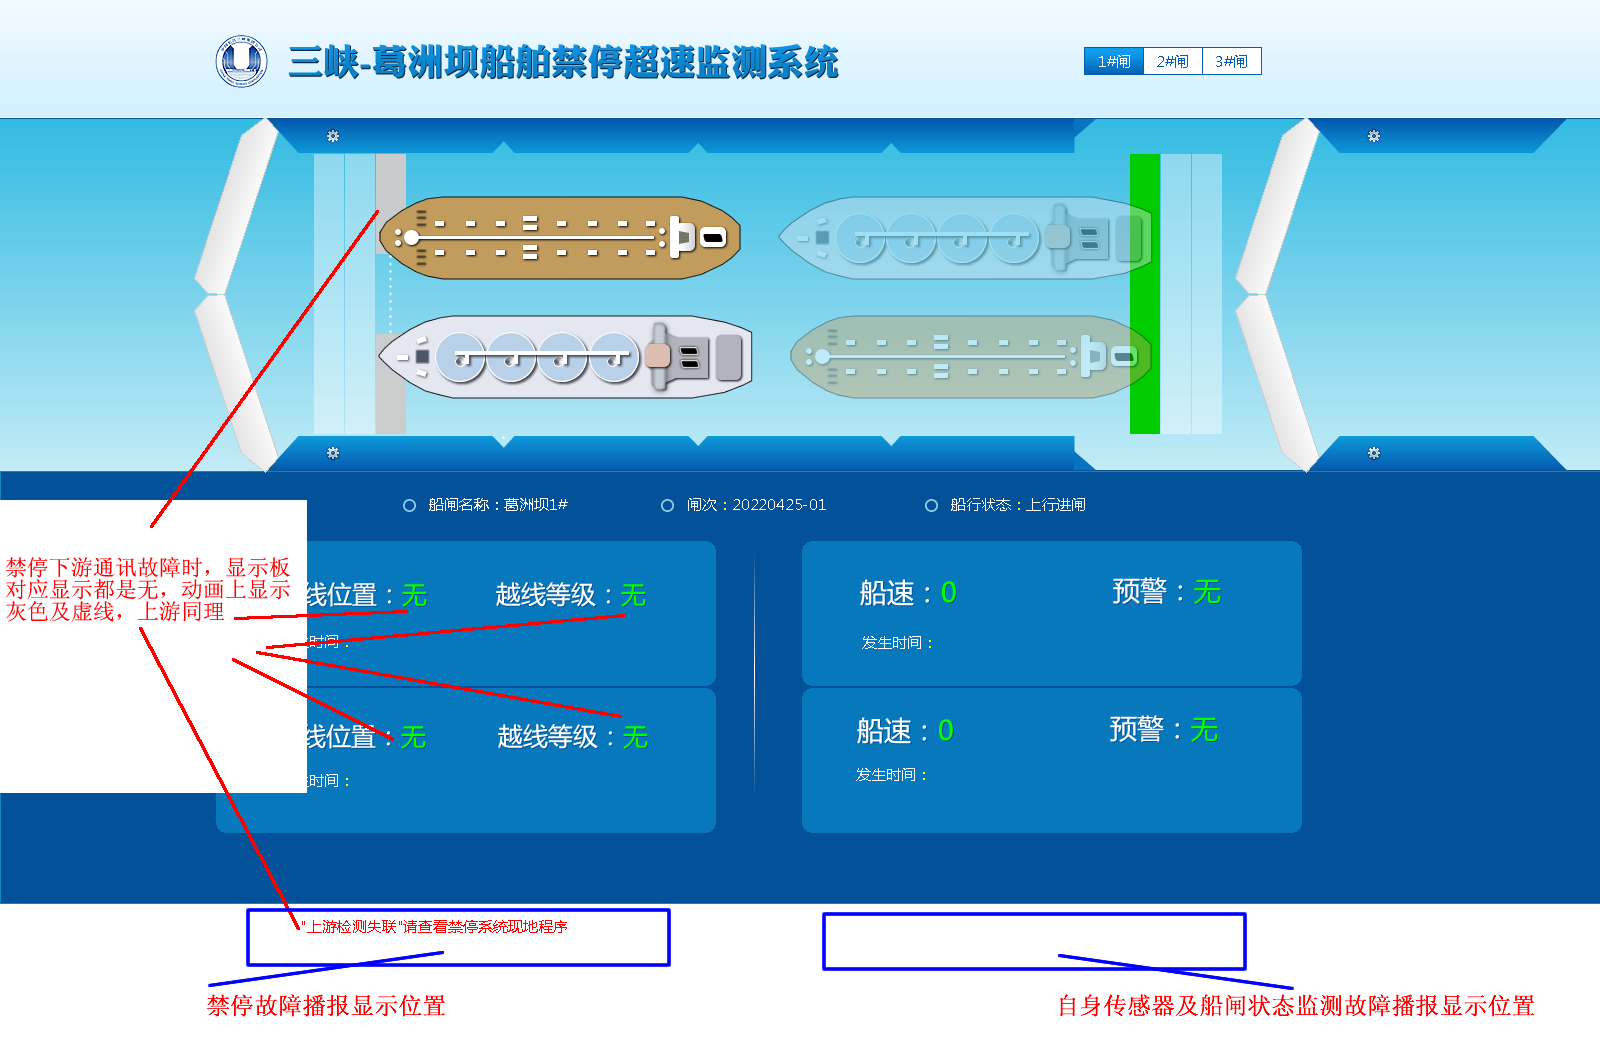 三峡-葛洲坝船舶禁停超速监测系统
1#闸
2#闸
3#闸
船闸名称：葛洲坝1#
闸次：20220425-01
船行状态：上行进闸
禁停下游通讯故障时，显示板
对应显示都是无，动画上显示
灰色及虚线，上游同理
线位置：无
越线等级：无
时间：
船速：0
预警：无
发生时间：
线位置：无
越线等级：无
时间：
船速：0
预警：无
发生时间：
"上游检测失联"请查看禁停系统现地程序
禁停故障播报显示位置
自身传感器及船闸状态监测故障播报显示位置